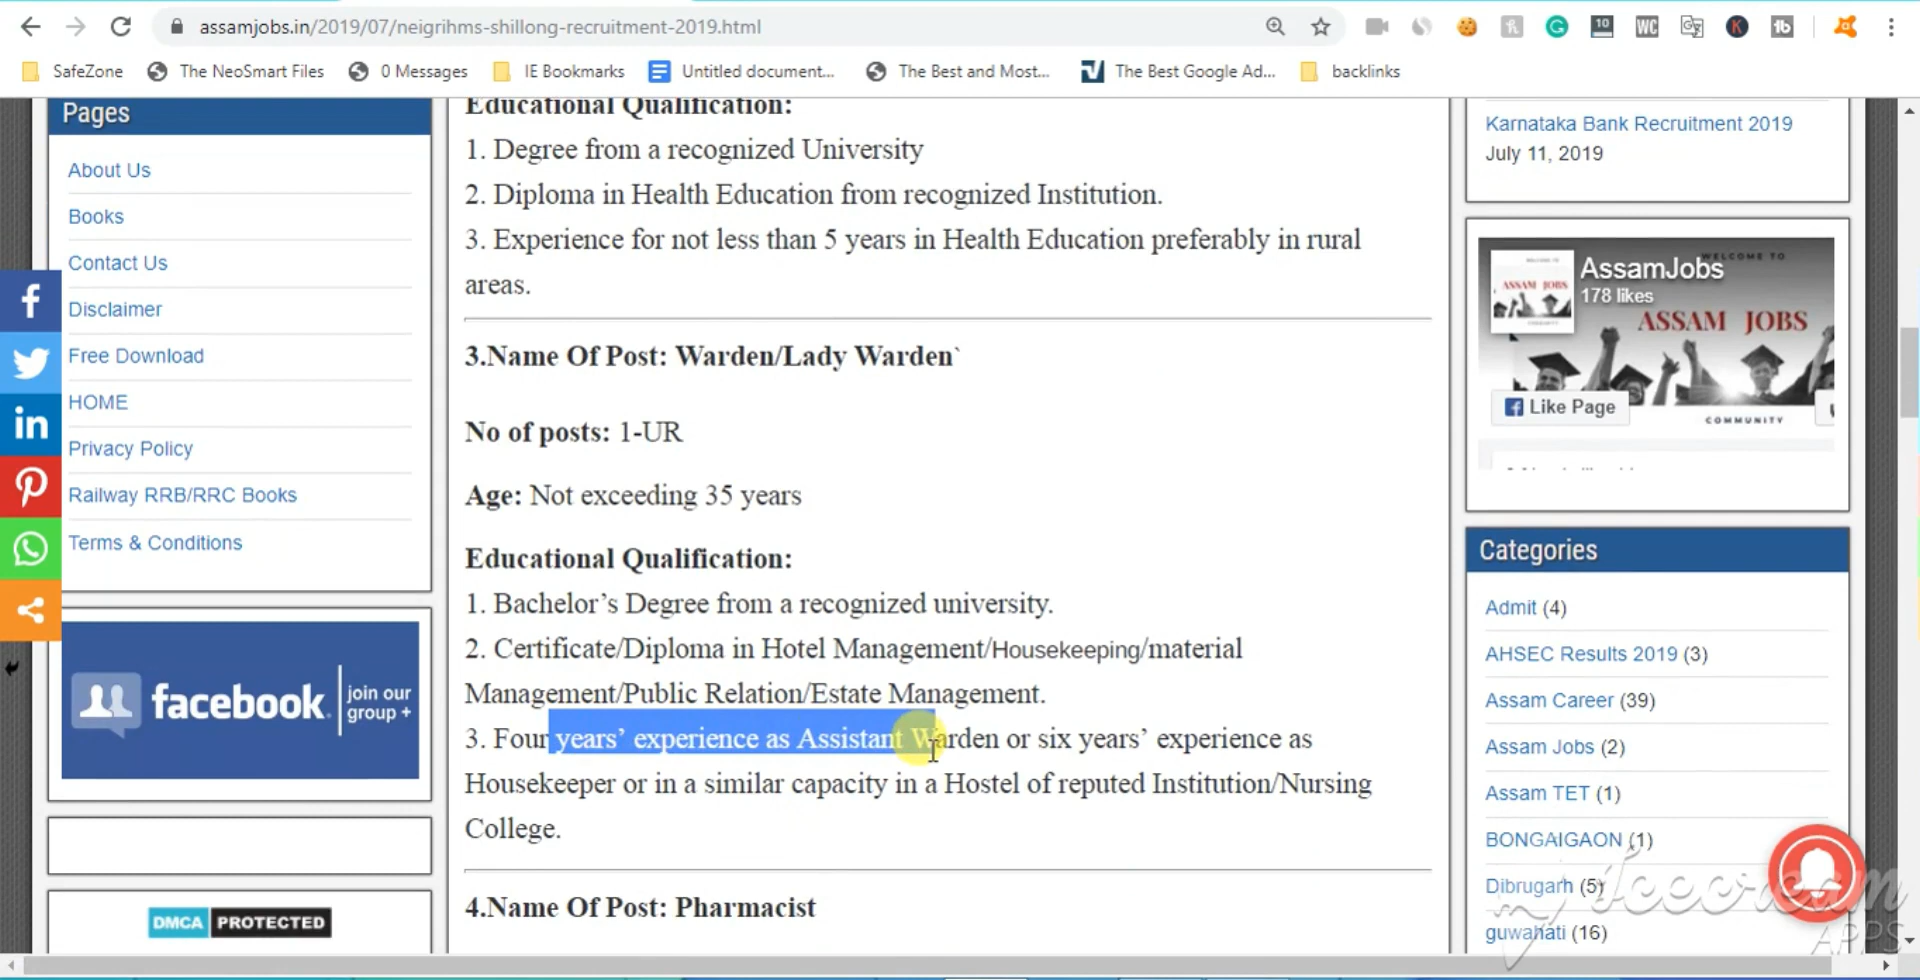 assamjobs.in/2019/07/neigrihms-shillong-recruitment-2019.html
SafeZone
The NeoSmart Files
0 Messages
IE Bookmarks
Untitled document...
The Best and Most...
The Best Google Ad...
backlinks
Pages
About Us
Books
Contact Us
Disclaimer
Free Download
HOME
Privacy Policy
Railway RRB/RRC Books
Terms & Conditions
facebook.
join our
group +
DMCA PROTECTED
Educational Qualification:
1. Degree from a recognized University
2. Diploma in Health Education from recognized Institution.
3. Experience for not less than 5 years in Health Education preferably in rural
areas.
3.Name Of Post: Warden/Lady Warden`
No of posts: 1-UR
Age: Not exceeding 35 years
Educational Qualification:
1. Bachelor’s Degree from a recognized university.
2. Certificate/Diploma in Hotel Management/Housekeeping/material
Management/Public Relation/Estate Management.
3. Four years’ experience as Assistant Warden or six years’ experience as
Housekeeper or in a similar capacity in a Hostel of reputed Institution/Nursing
College.
4.Name Of Post: Pharmacist
Karnataka Bank Recruitment 2019
July 11, 2019
WELCOME TO
AssamJobs
178 likes
ASSAM JOBS
ASSAM JOBS
Like Page
COMMUNITY
Categories
Admit (4)
AHSEC Results 2019 (3)
Assam Career (39)
Assam Jobs (2)
Assam TET (1)
BONGAIGAON (1)
Dibrugarh (5)
guwahati (16)
Icecream
APPS
10
WC
K